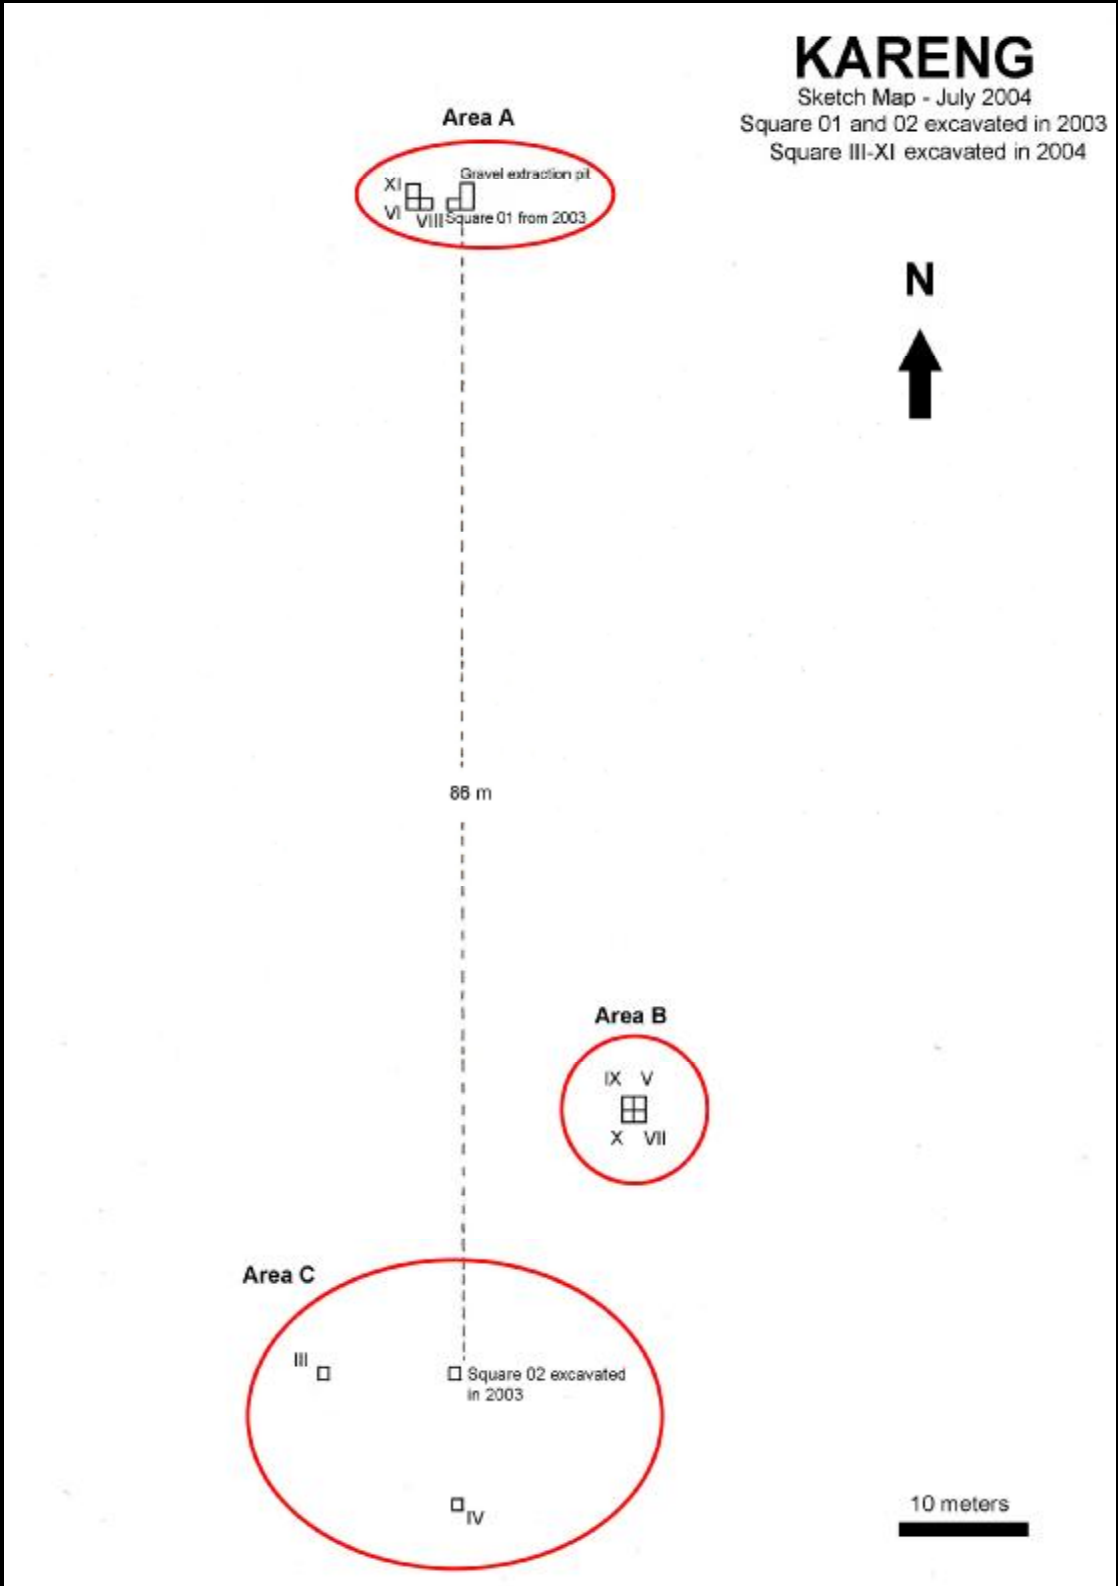 KARENG
Sketch Map - July 2004
Square 01 and 02 excavated in 2003
Square III-XI excavated in 2004
Area A
Gravel extraction pit
XI
VI
VIII
Square 01 from 2003
N
86 m
Area B
IX V
X VII
Area C
III
Square 02 excavated
in 2003
IV
10 meters